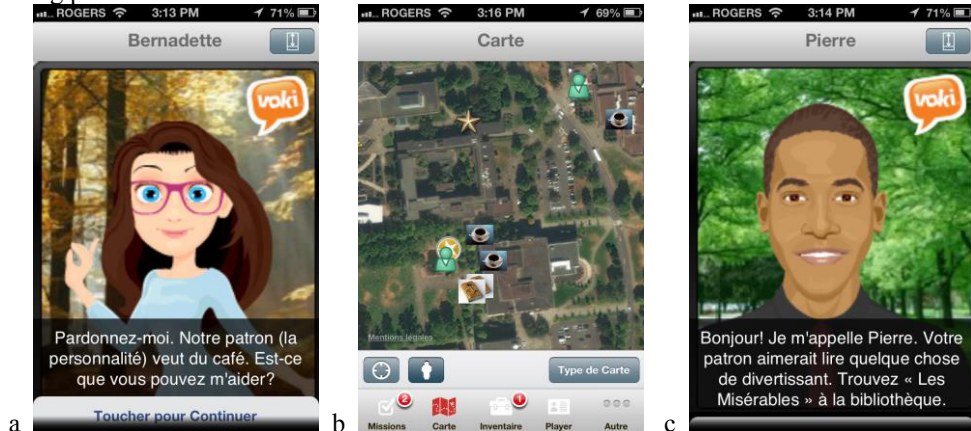 ROGERS 3:13 PM 71%
Bernadette
voki
Pardonnez-moi. Notre patron (la
personnalité) veut du café. Est-ce
que vous pouvez m'aider?
Toucher pour Continuer
a
ROGERS 3:16 PM 69%
Carte
Mentions légales
Type de Carte
2
1
Missions Carte Inventaire Player Autre
b
ROGERS 3:14 PM 71%
Pierre
voki
Bonjour! Je m'appelle Pierre. Votre
patron aimerait lire quelque chose
de divertissant. Trouvez « Les
Misérables » à la bibliothèque.
c